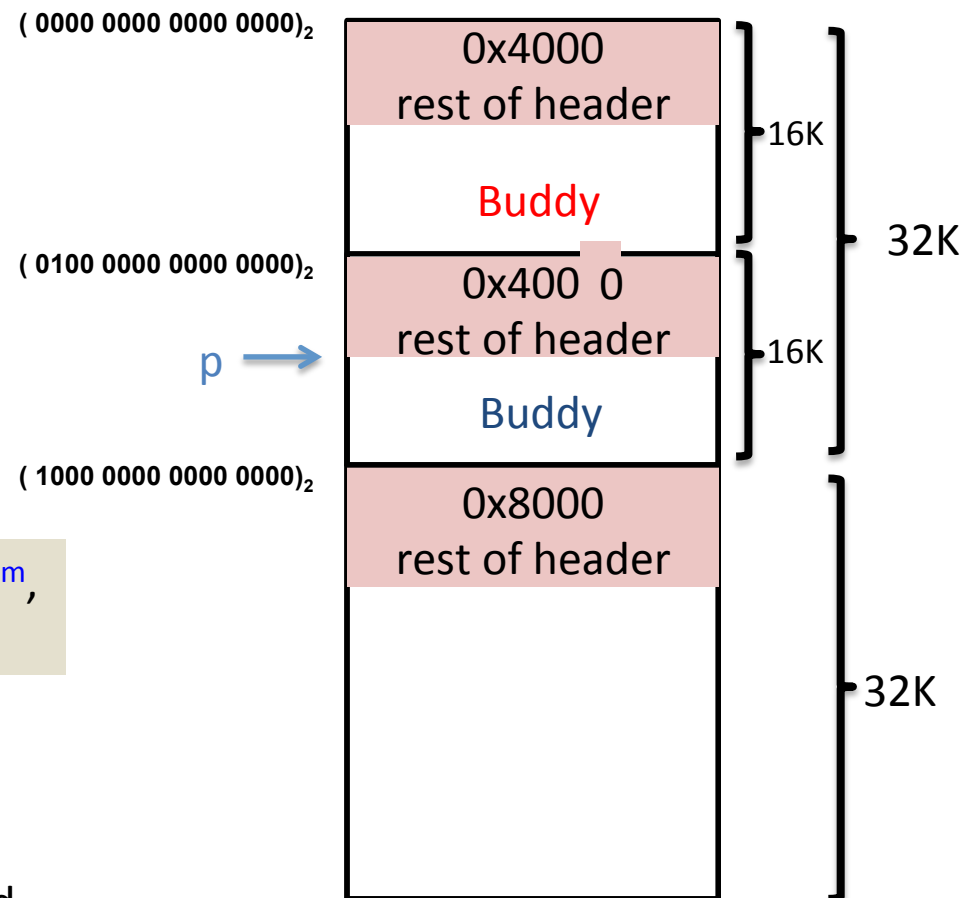 ( 0000 0000 0000 0000)₂
0x4000
rest of header
16K
Buddy
32K
( 0100 0000 0000 0000)₂
0x400 0
rest of header
p
16K
Buddy
( 1000 0000 0000 0000)₂
0x8000
rest of header
m,
32K